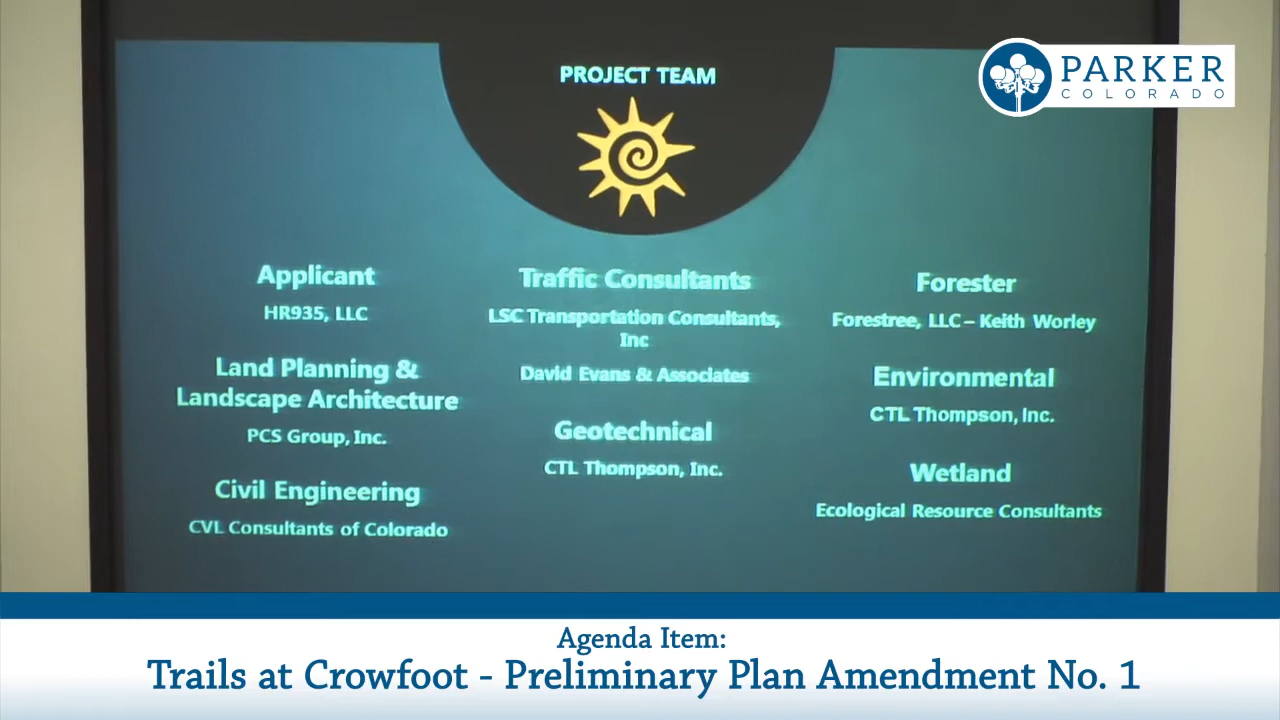 PROJECT TEAM
PARKER
COLORADO
Applicant
HR935, LLC
Land Planning &
Landscape Architecture
PCS Group, Inc.
Civil Engineering
CVL Consultants of Colorado
Traffic Consultants
LSC Transportation Consultants,
Inc
David Evans & Associates
Geotechnical
CTL Thompson, Inc.
Forester
Forestree, LLC – Keith Worley
Environmental
CTL Thompson, Inc.
Wetland
Ecological Resource Consultants
Agenda Item:
Trails at Crowfoot - Preliminary Plan Amendment No. 1